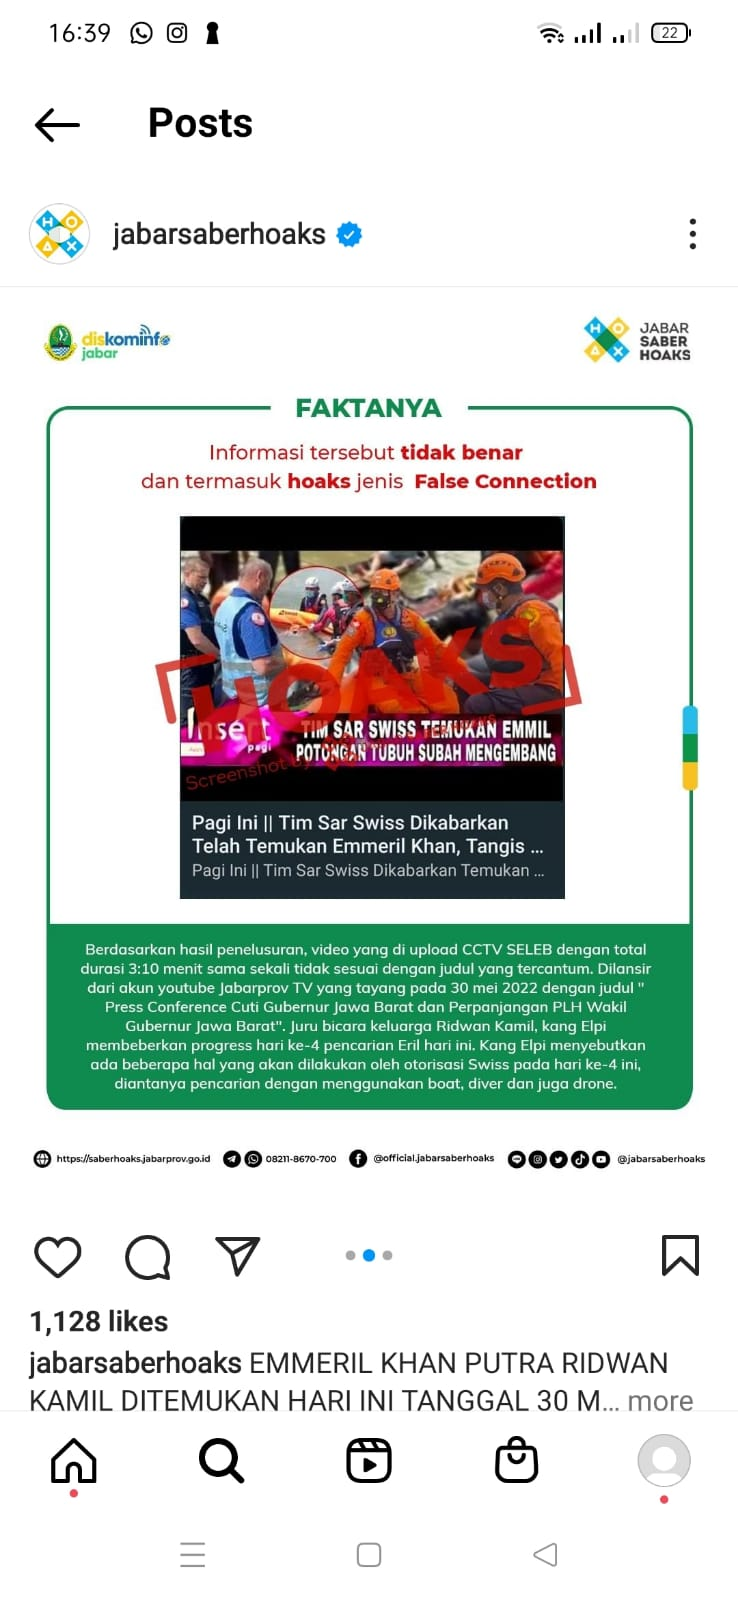 16:39
22
Posts
jabarsaberhoaks
diskominfo
jabar
HOAX
JABAR
SABER
HOAKS
FAKTANYA
Informasi tersebut tidak benar
dan termasuk hoaks jenis False Connection
HOAKS
Insert
pagi
TIM SAR SWISS TEMUKAN EMMIL
POTONGAN TUBUH SUBAH MENGEMBANG
Screenshot by
Pagi Ini || Tim Sar Swiss Dikabarkan
Telah Temukan Emmeril Khan, Tangis ...
Pagi Ini || Tim Sar Swiss Dikabarkan Temukan ...
Berdasarkan hasil penelusuran, video yang di upload CCTV SELEB dengan total
durasi 3:10 menit sama sekali tidak sesuai dengan judul yang tercantum. Dilansir
dari akun youtube Jabarprov TV yang tayang pada 30 mei 2022 dengan judul "
Press Conference Cuti Gubernur Jawa Barat dan Perpanjangan PLH Wakil
Gubernur Jawa Barat". Juru bicara keluarga Ridwan Kamil, kang Elpi
membeberkan progress hari ke-4 pencarian Eril hari ini. Kang Elpi menyebutkan
ada beberapa hal yang akan dilakukan oleh otorisasi Swiss pada hari ke-4 ini,
diantanya pencarian dengan menggunakan boat, diver dan juga drone.
https://saberhoaks.jabarprov.go.id 08211-8670-700 @official.jabarsaberhoaks @jabarsaberhoaks
1,128 likes
jabarsaberhoaks EMMERIL KHAN PUTRA RIDWAN
KAMIL DITEMUKAN HARI INI TANGGAL 30 M... more